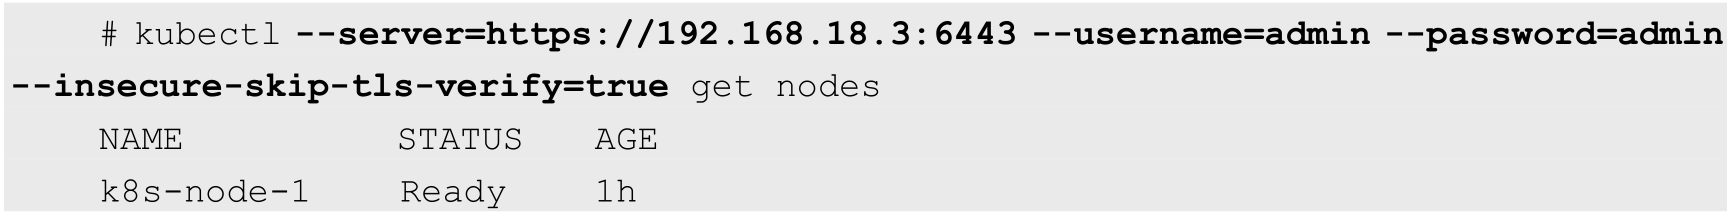 # kubectl --server=https://192.168.18.3:6443 --username=admin --password=admin
--insecure-skip-tls-verify=true get nodes
NAME STATUS AGE
k8s-node-1 Ready 1h